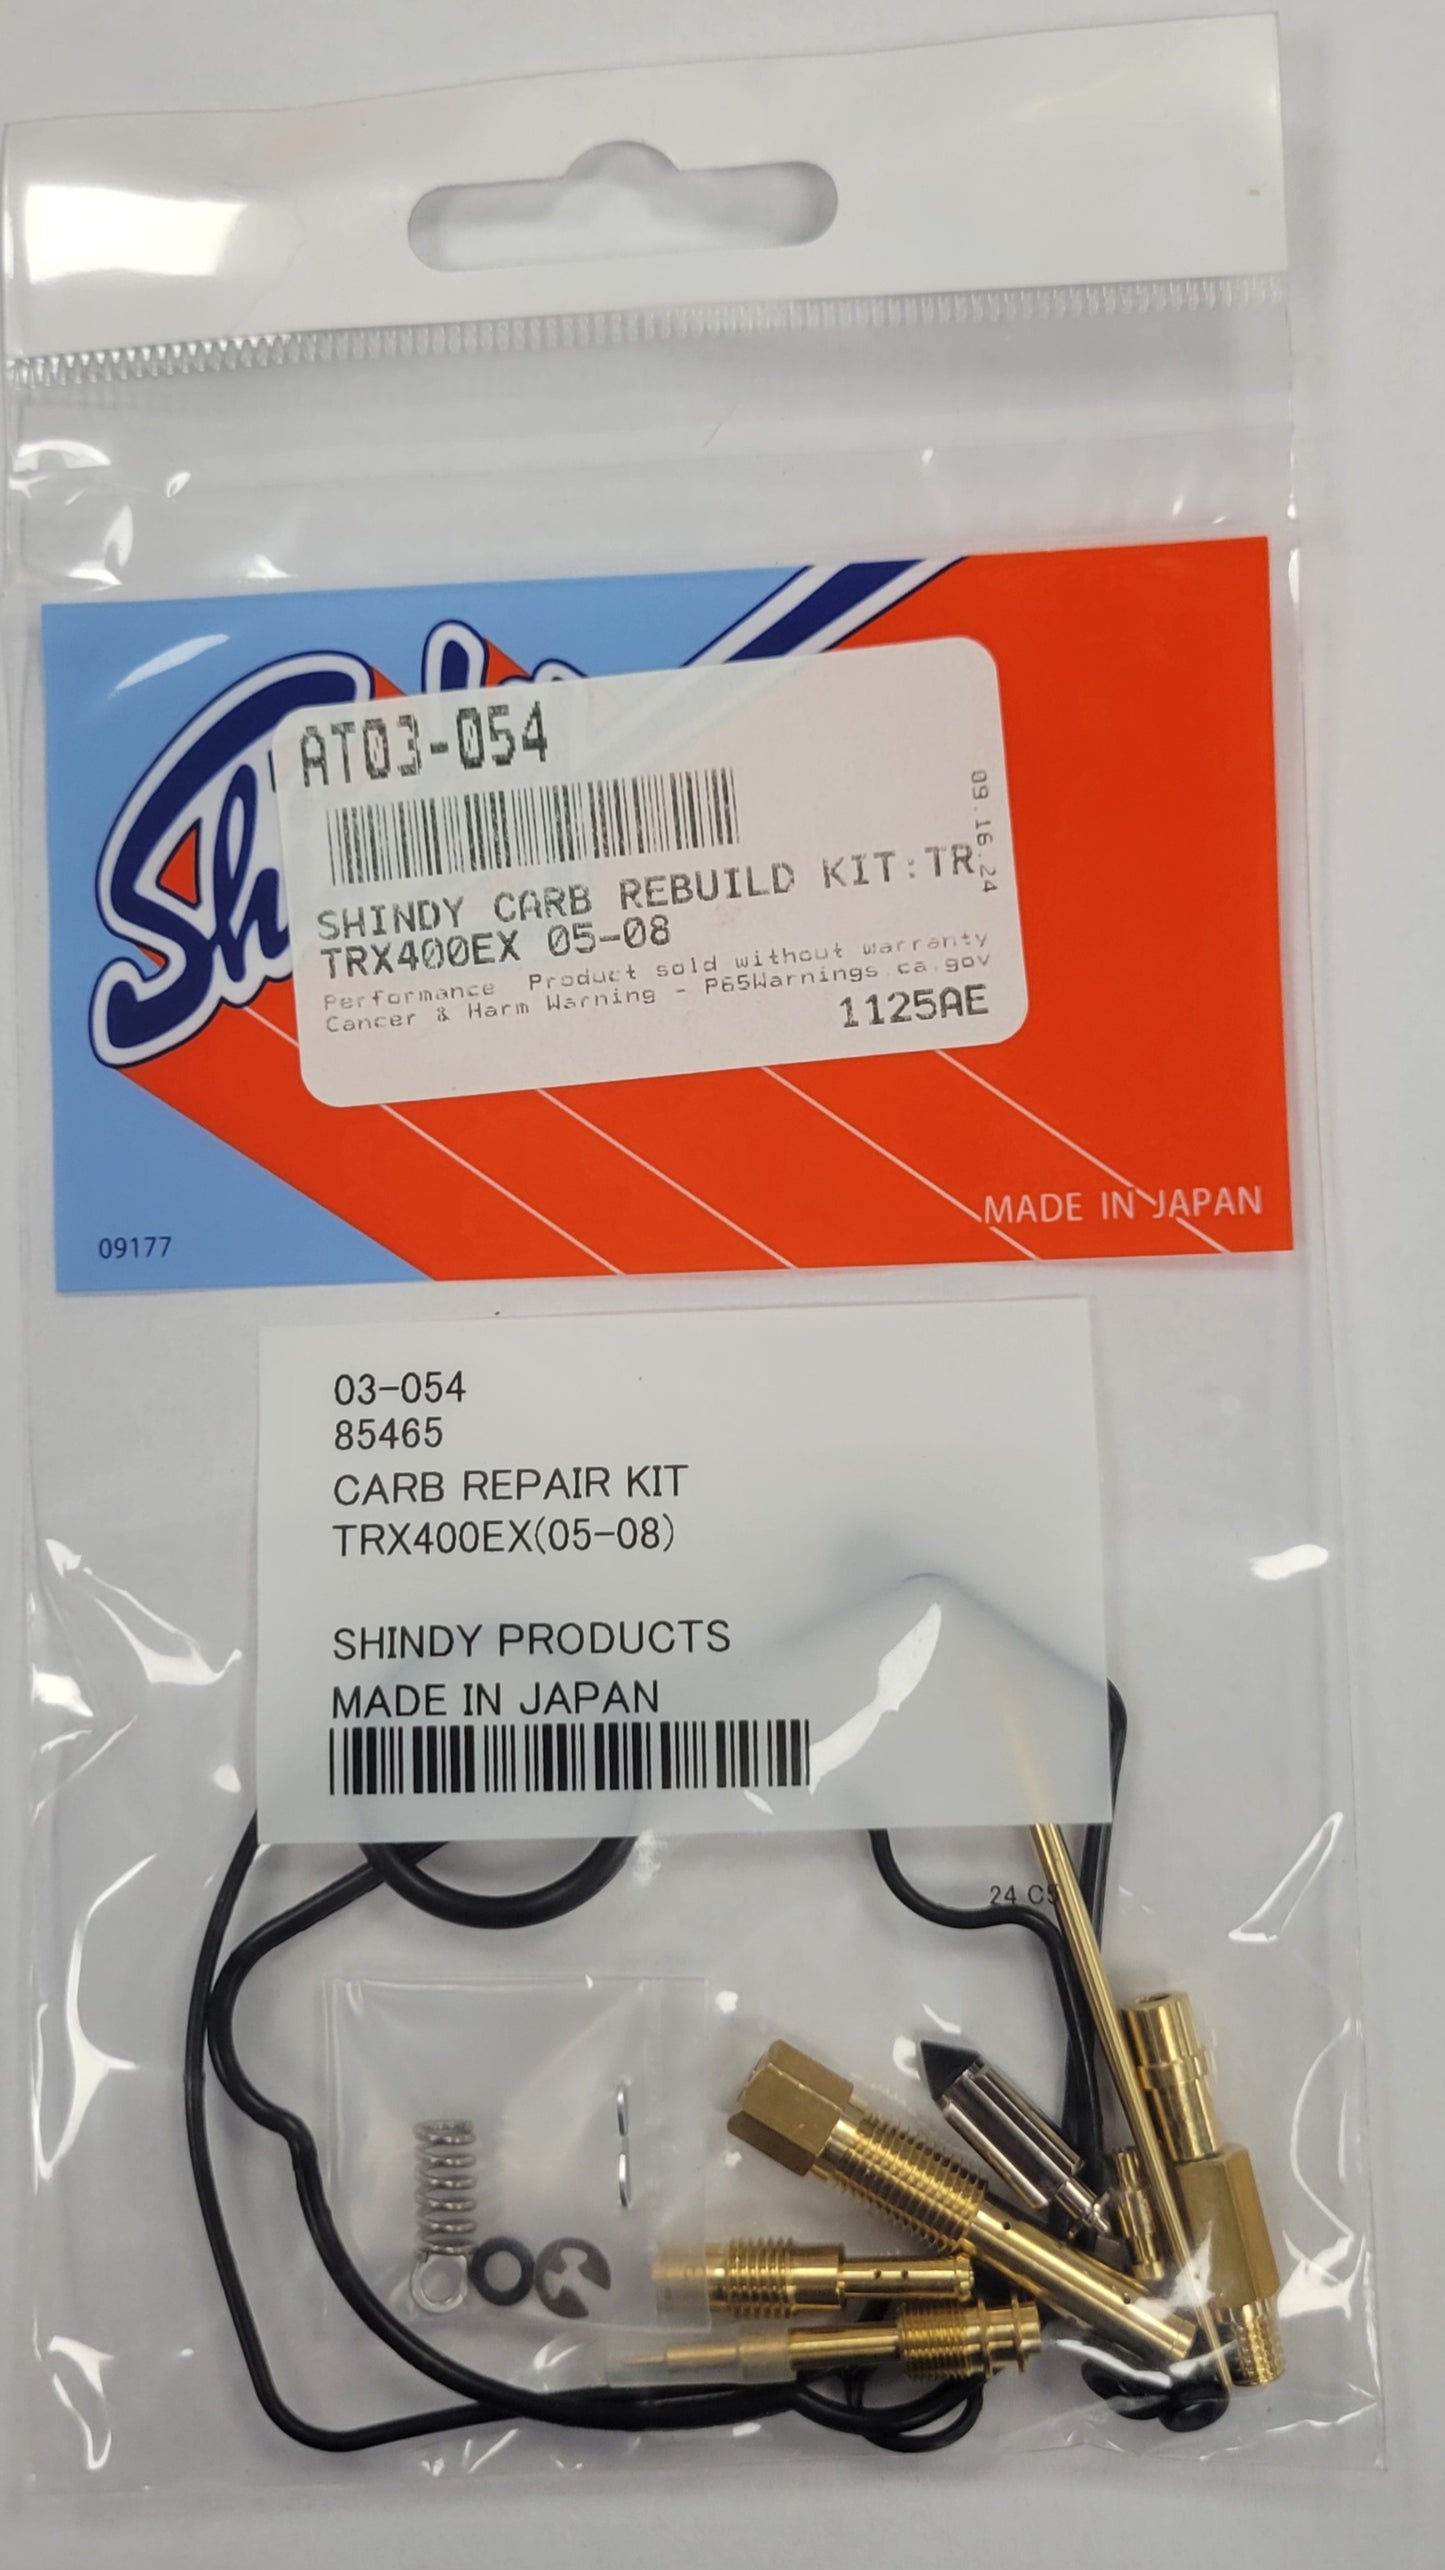 AT03-054
09.16.24
SHINDY CARB REBUILD KIT:TR
TRX400EX 05-08
Performance Product sold without warranty
Cancer & Harm Warning - P65Warnings.ca.gov
1125AE
MADE IN JAPAN
09177
03-054
85465
CARB REPAIR KIT
TRX400EX(05-08)
SHINDY PRODUCTS
MADE IN JAPAN
24 C5